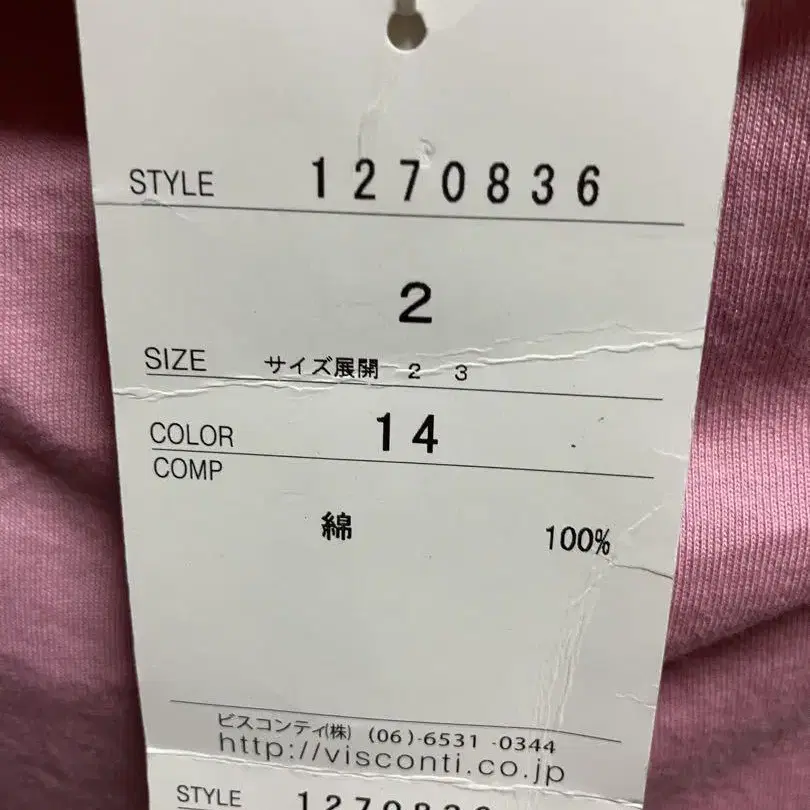 STYLE 1270836
2
SIZE サイズ展開 2 3
COLOR 14
COMP
綿 100%
ビスコンティ(株) (06)-6531-0344
http://visconti.co.jp
STYLE 1270836